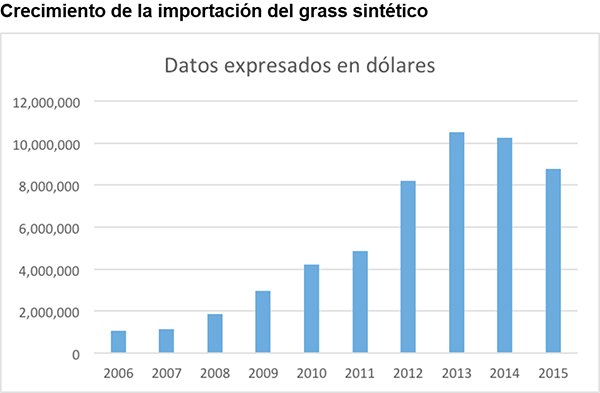 Crecimiento de la importación del grass sintético
Datos expresados en dólares
12,000,000
10,000,000
8,000,000
6,000,000
4,000,000
2,000,000
0
2006 2007 2008 2009 2010 2011 2012 2013 2014 2015